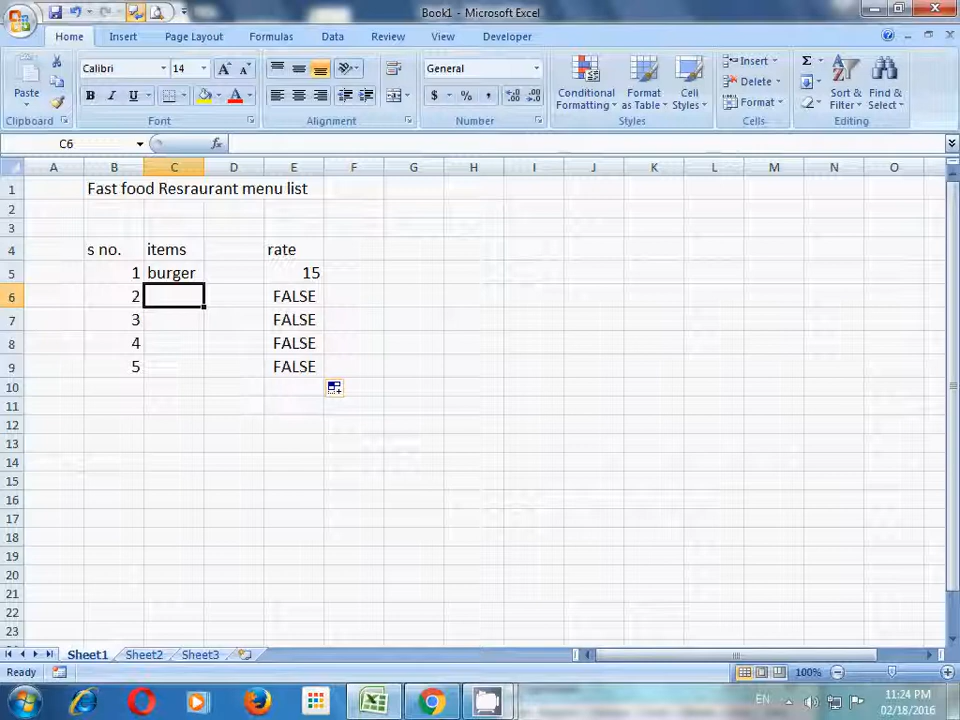 Book1 - Microsoft Excel
Home Insert Page Layout Formulas Data Review View Developer
Paste
Clipboard
Calibri 14
B I U
Font
Alignment
General
$ % ,
Number
Conditional Formatting
Format as Table
Cell Styles
Styles
Insert
Delete
Format
Cells
Σ
Sort & Filter
Find & Select
Editing
C6 fx
A B C D E F G H I J K L M N O
1 Fast food Resraurant menu list
2
3
4 s no. items rate
5 1 burger 15
6 2 FALSE
7 3 FALSE
8 4 FALSE
9 5 FALSE
10
11
12
13
14
15
16
17
18
19
20
21
22
23
Sheet1 Sheet2 Sheet3
Ready 100%
EN 11:24 PM
02/18/2016